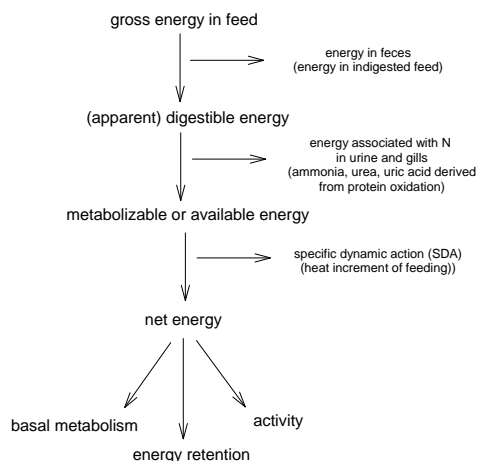 gross energy in feed
energy in feces
(energy in indigested feed)
(apparent) digestible energy
energy associated with N
in urine and gills
(ammonia, urea, uric acid derived
from protein oxidation)
metabolizable or available energy
specific dynamic action (SDA)
(heat increment of feeding))
net energy
basal metabolism
activity
energy retention